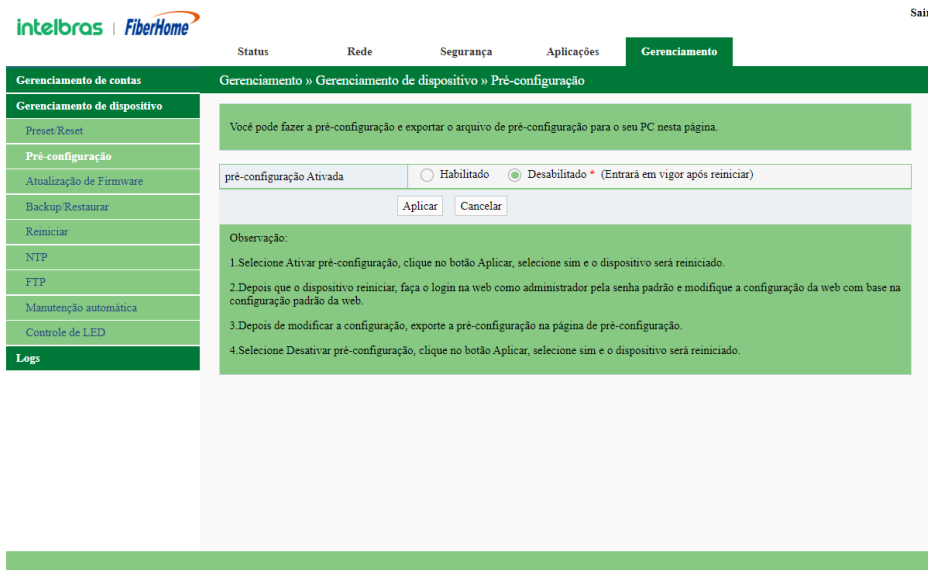 Sair
intelbras | FiberHome
Status Rede Segurança Aplicações Gerenciamento
Gerenciamento de contas
Gerenciamento » Gerenciamento de dispositivo » Pré-configuração
Gerenciamento de dispositivo
Preset/Reset
Pré-configuração
Atualização de Firmware
Backup/Restaurar
Reiniciar
NTP
FTP
Manutenção automática
Controle de LED
Logs
Você pode fazer a pré-configuração e exportar o arquivo de pré-configuração para o seu PC nesta página.
pré-configuração Ativada Habilitado Desabilitado * (Entrará em vigor após reiniciar)
Aplicar Cancelar
Observação:
1.Selecione Ativar pré-configuração, clique no botão Aplicar, selecione sim e o dispositivo será reiniciado.
2.Depois que o dispositivo reiniciar, faça o login na web como administrador pela senha padrão e modifique a configuração da web com base na
configuração padrão da web.
3.Depois de modificar a configuração, exporte a pré-configuração na página de pré-configuração.
4.Selecione Desativar pré-configuração, clique no botão Aplicar, selecione sim e o dispositivo será reiniciado.